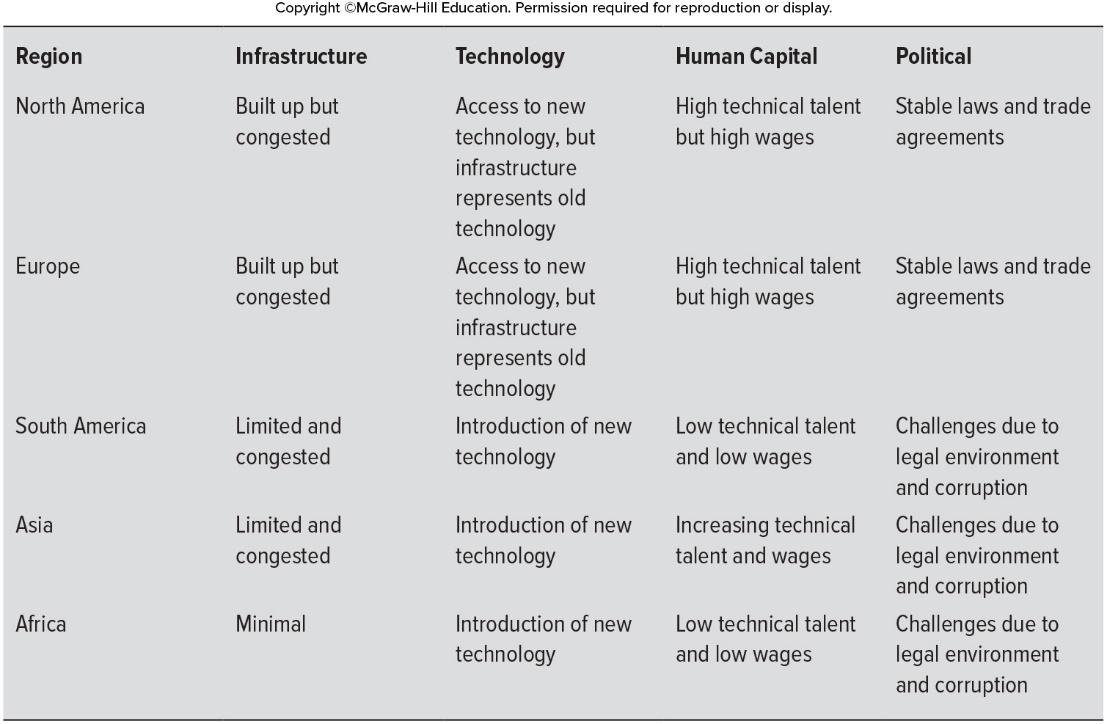 Copyright ©McGraw-Hill Education. Permission required for reproduction or display.
Region Infrastructure Technology Human Capital Political
North America Built up but Access to new High technical talent Stable laws and trade
congested technology, but but high wages agreements
infrastructure
represents old
technology
Europe Built up but Access to new High technical talent Stable laws and trade
congested technology, but but high wages agreements
infrastructure
represents old
technology
South America Limited and Introduction of new Low technical talent Challenges due to
congested technology and low wages legal environment
and corruption
Asia Limited and Introduction of new Increasing technical Challenges due to
congested technology talent and wages legal environment
and corruption
Africa Minimal Introduction of new Low technical talent Challenges due to
technology and low wages legal environment
and corruption